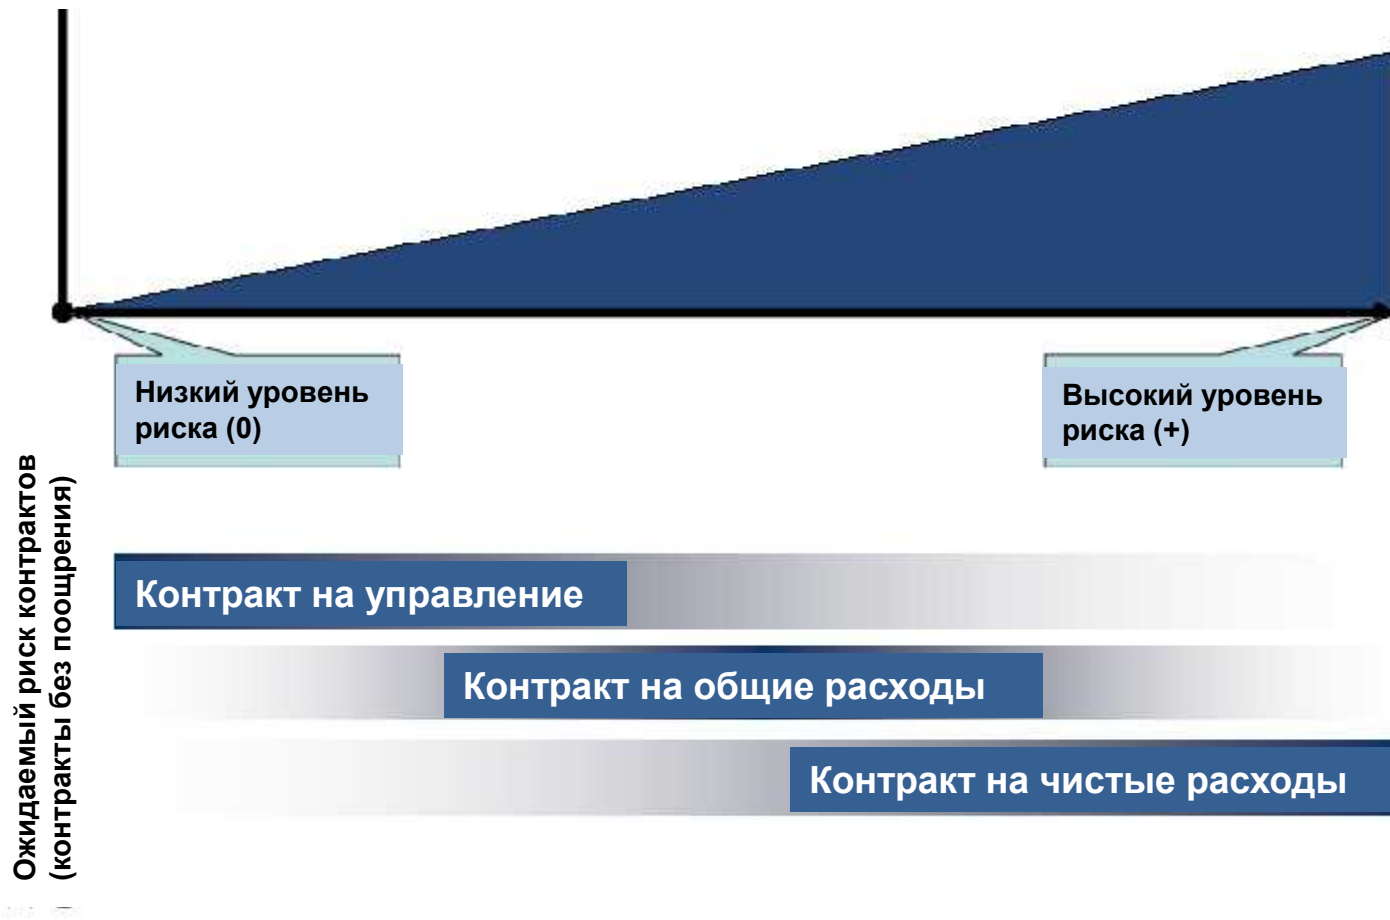 Низкий уровень
риска (0)
Высокий уровень
риска (+)
Ожидаемый риск контрактов
(контракты без поощрения)
Контракт на управление
Контракт на общие расходы
Контракт на чистые расходы